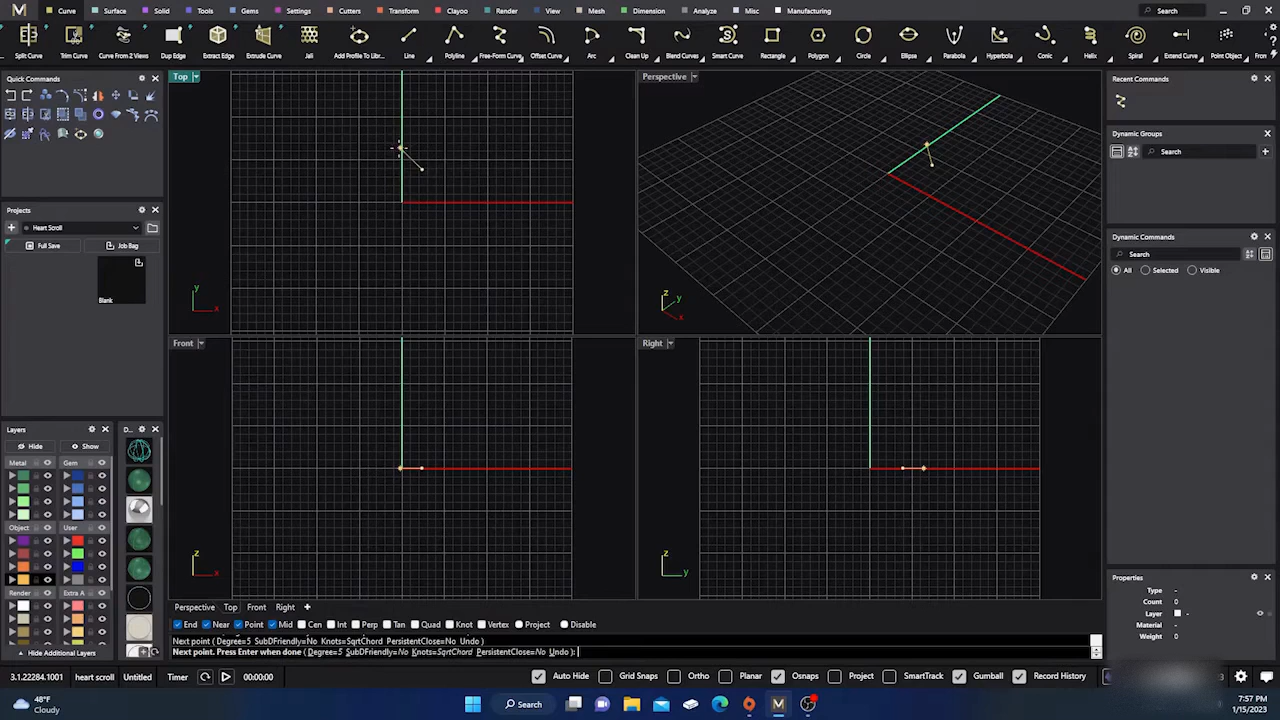 Curve Surface Solid Tools Gems Settings Cutters Transform Clayoo Render View Mesh Dimension Analyze Misc Manufacturing Search
Split Curve Trim Curve Curve From 2 Views Dup Edge Extract Edge Extrude Curve Jali Add Profile To Libr... Line Polyline Free-Form Curve Offset Curve Arc Clean Up Blend Curves Smart Curve Rectangle Polygon Circle Ellipse Parabola Hyperbola Conic Helix Spiral Extend Curve Point Object Fron
Quick Commands
Top
Perspective
Recent Commands
Dynamic Groups
Search
Projects
Heart Scroll
Full Save Job Bag
Blank
Dynamic Commands
Search
All Selected Visible
y
x
z
y
x
Front
Right
z
x
z
y
Layers
D...
Hide Show
Metal Gem
Object User
Render Extra A
Hide Additional Layers
Properties
Type -
Count 0
Layer -
Material -
Weight 0
Perspective Top Front Right
End Near Point Mid Cen Int Perp Tan Quad Knot Vertex Project Disable
Next point ( Degree=5 SubDFriendly=No Knots=SqrtChord PersistentClose=No Undo )
Next point. Press Enter when done ( Degree=5 SubDFriendly=No Knots=SqrtChord PersistentClose=No Undo ):
3.1.22284.1001 heart scroll Untitled Timer 00:00:00 Auto Hide Grid Snaps Ortho Planar Osnaps Project SmartTrack Gumball Record History 3
48°F
Cloudy
Search
7:57 PM
1/15/2023